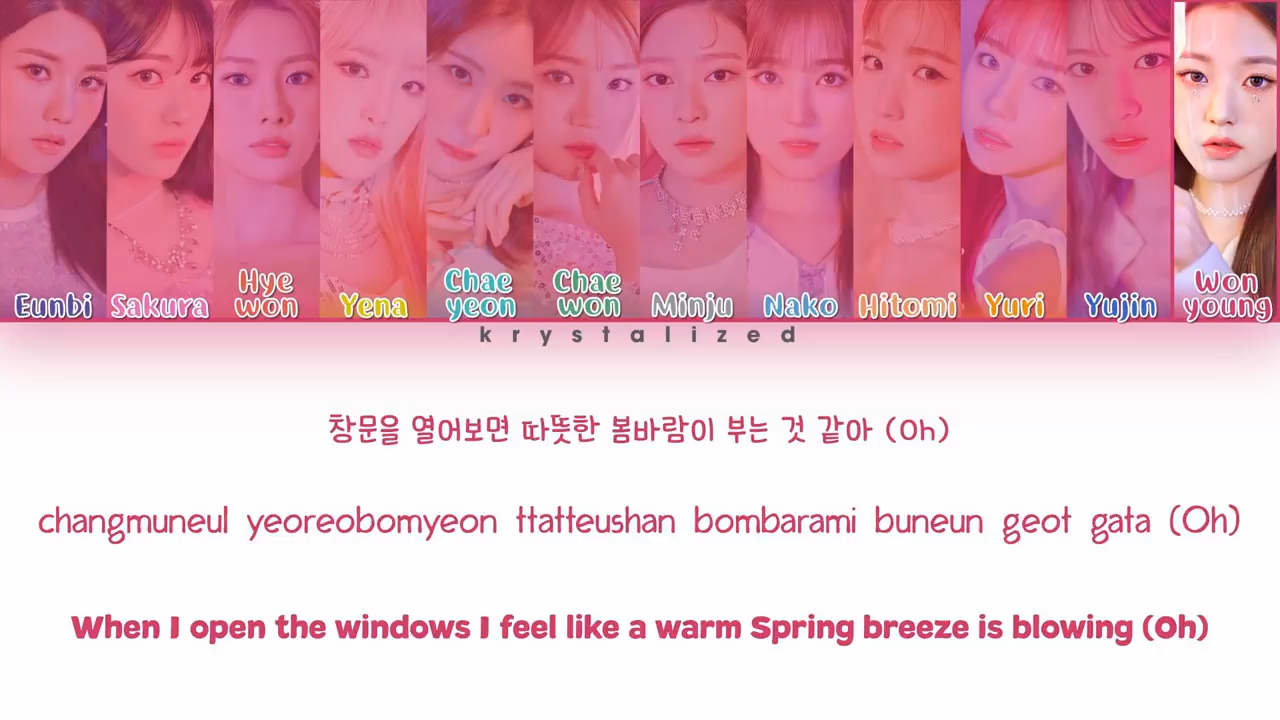 Eunbi
Sakura
Hye
won
Yena
Chae
yeon
Chae
won
Minju
Nako
Hitomi
Yuri
Yujin
Won
young
krystalized
창문을 열어보면 따뜻한 봄바람이 부는 것 같아 (Oh)
changmuneul yeoreobomyeon ttatteushan bombarami buneun geot gata (Oh)
When I open the windows I feel like a warm Spring breeze is blowing (Oh)